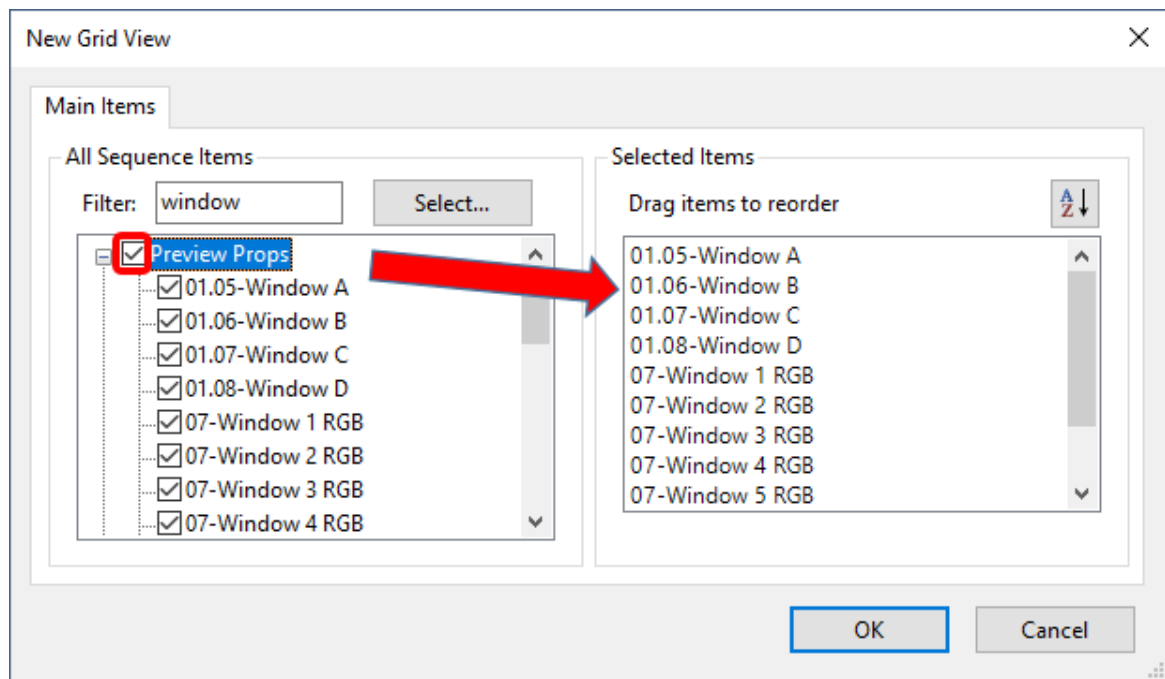 New Grid View
Main Items
All Sequence Items
Filter: window Select...
Preview Props
01.05-Window A
01.06-Window B
01.07-Window C
01.08-Window D
07-Window 1 RGB
07-Window 2 RGB
07-Window 3 RGB
07-Window 4 RGB
Selected Items
Drag items to reorder
A
Z
01.05-Window A
01.06-Window B
01.07-Window C
01.08-Window D
07-Window 1 RGB
07-Window 2 RGB
07-Window 3 RGB
07-Window 4 RGB
07-Window 5 RGB
OK Cancel